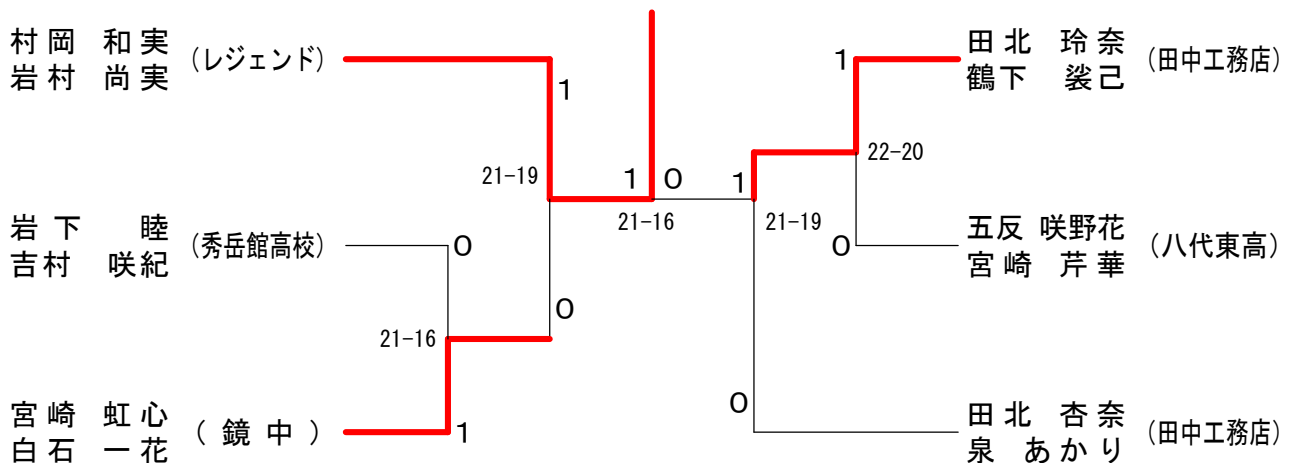 村岡 和実
岩村 尚実
(レジェンド)
1
21-19
岩下 睦
吉村 咲紀
(秀岳館高校)
0
0
21-16
宮崎 虹心
白石 一花
(鏡中)
1
1 0
21-16
1
21-19
田北 玲奈
鶴下 裟己
(田中工務店)
1
22-20
五反 咲野花
宮崎 芹華
(八代東高)
0
田北 杏奈
泉 あかり
(田中工務店)
0